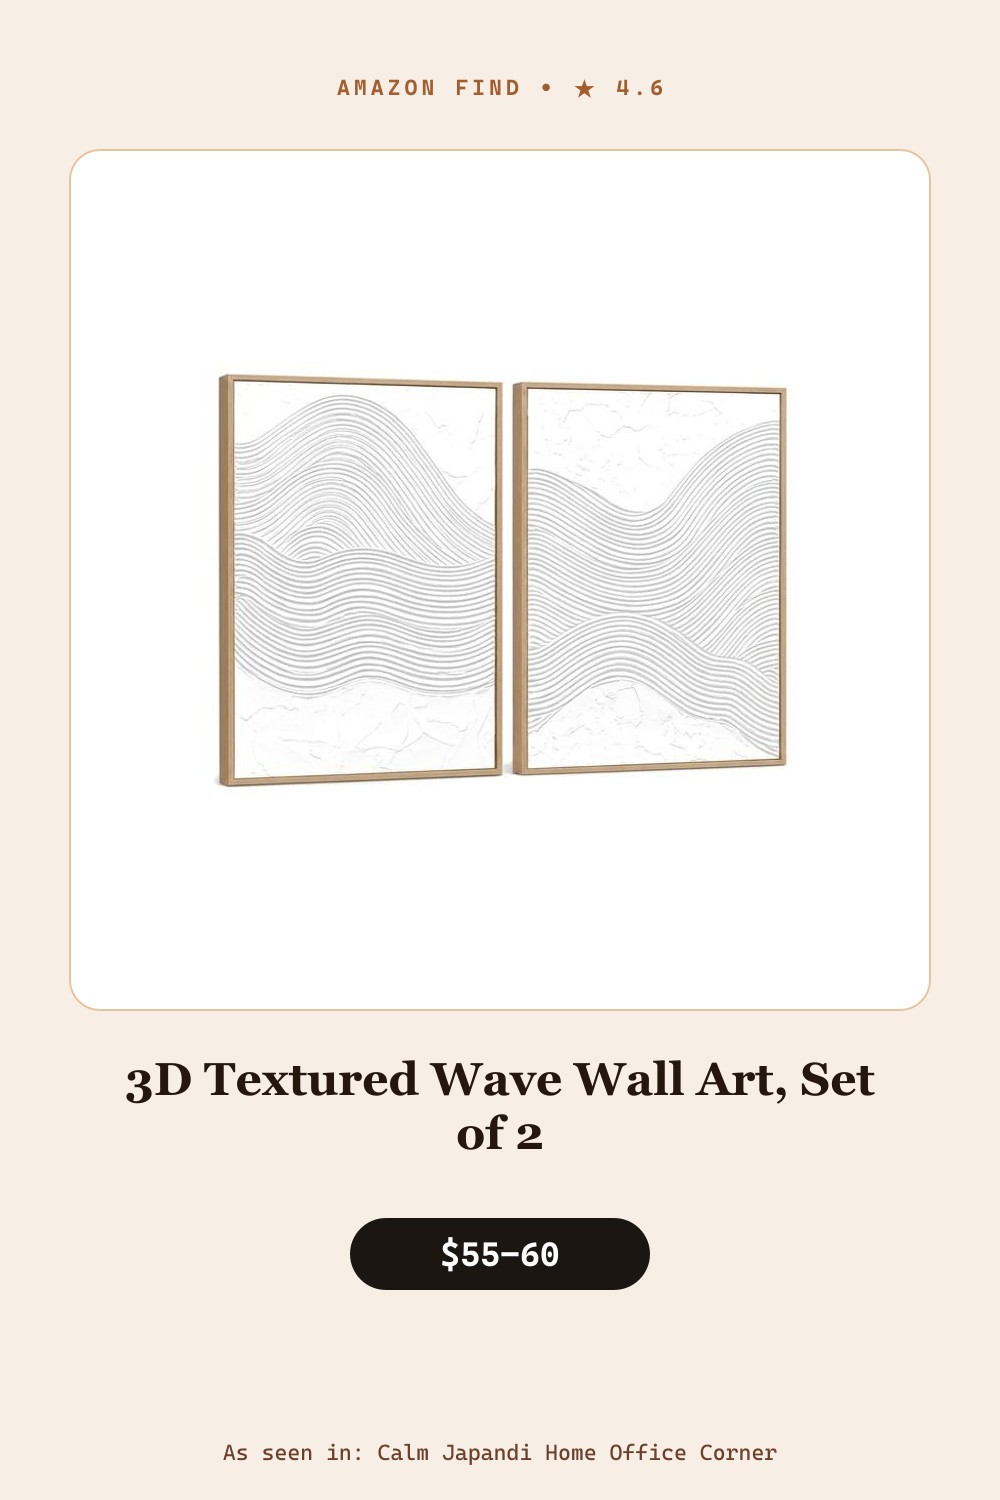 AMAZON FIND • ★ 4.6
3D Textured Wave Wall Art, Set
of 2
$55–60
As seen in: Calm Japandi Home Office Corner